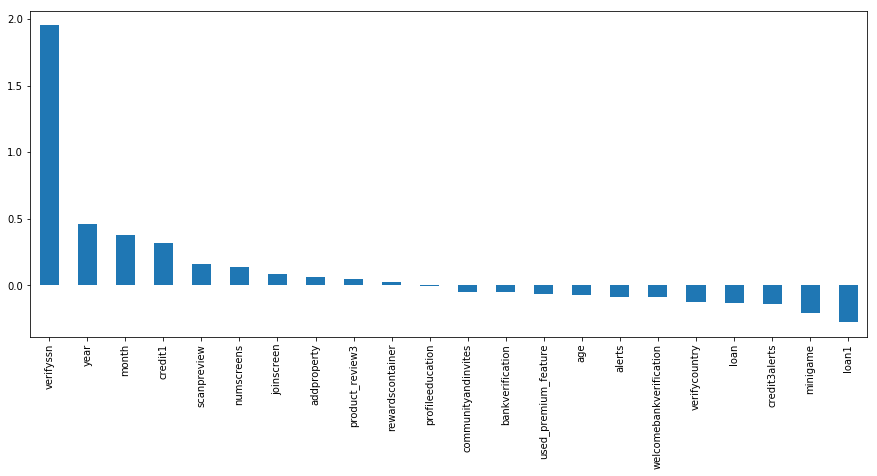 2.0
1.5
1.0
0.5
0.0
verifyssn
year
month
credit1
scanpreview
numscreens
joinscreen
addproperty
product_review3
rewardscontainer
profileeducation
communityandinvites
bankverification
used_premium_feature
age
alerts
welcomebankverification
verifycountry
loan
credit3alerts
minigame
loan1